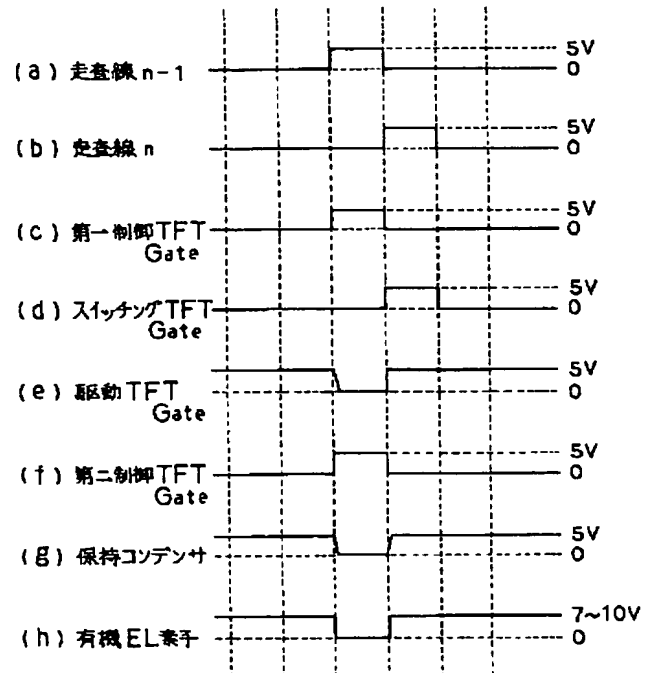 (a) 走査線 n-1
5V
0
(b) 走査線 n
5V
0
(c) 第一制御TFT
Gate
5V
0
(d) スイッチングTFT
Gate
5V
0
(e) 駆動TFT
Gate
5V
0
(f) 第二制御TFT
Gate
5V
0
(g) 保持コンデンサ
5V
0
(h) 有機EL素子
7~10V
0